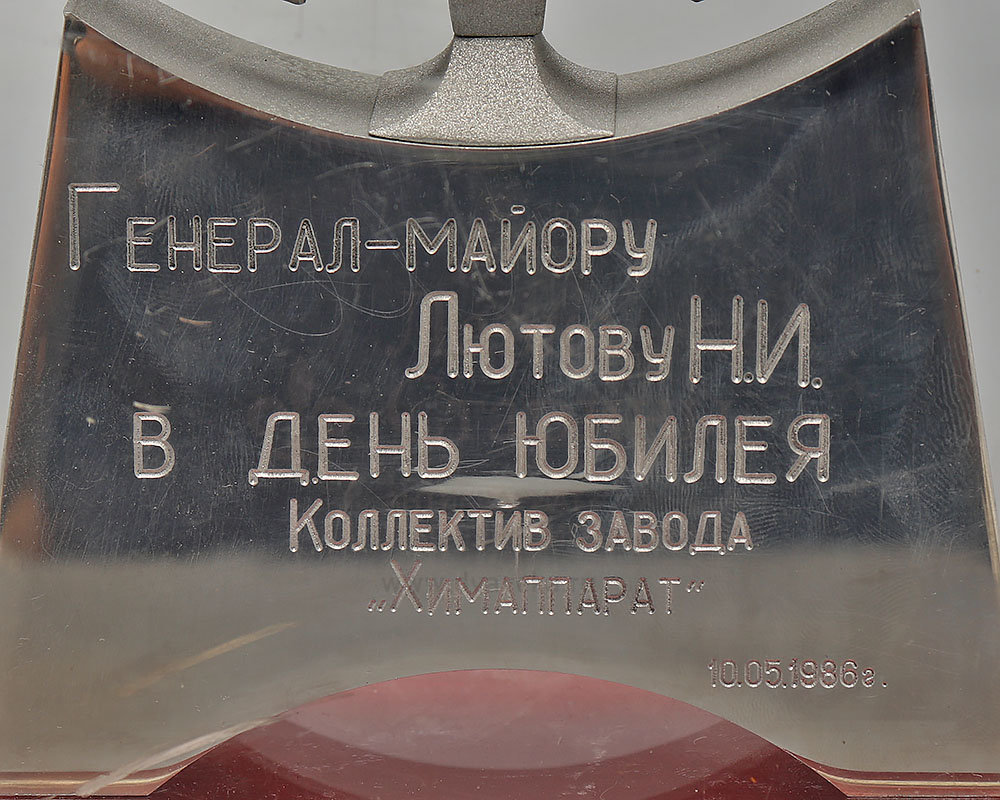 Генерал-майору
Лютову Н.И.
В день юбилея
Коллектив завода
„Химаппарат"
10.05.1986г.